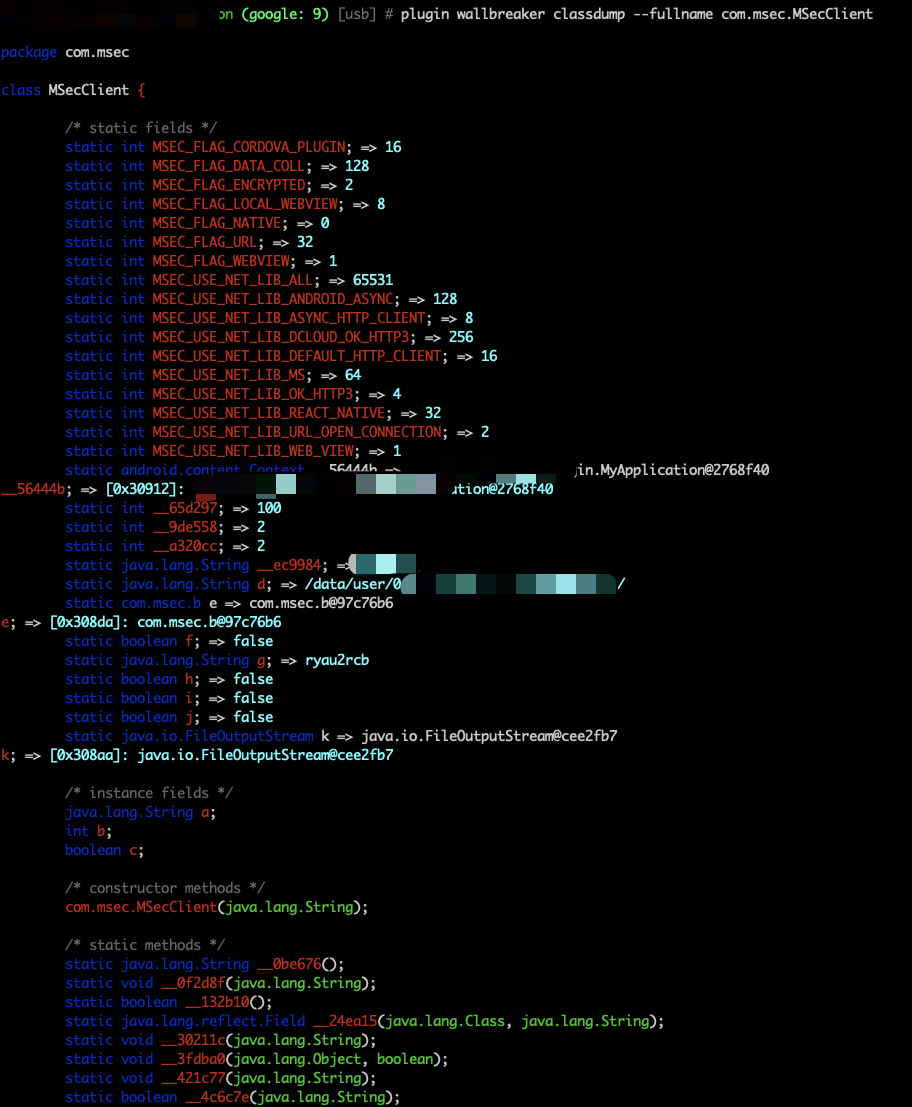 on (google: 9) [usb] # plugin wallbreaker classdump --fullname com.msec.MSecClient
package com.msec
class MSecClient {
/* static fields */
static int MSEC_FLAG_CORDOVA_PLUGIN; => 16
static int MSEC_FLAG_DATA_COLL; => 128
static int MSEC_FLAG_ENCRYPTED; => 2
static int MSEC_FLAG_LOCAL_WEBVIEW; => 8
static int MSEC_FLAG_NATIVE; => 0
static int MSEC_FLAG_URL; => 32
static int MSEC_FLAG_WEBVIEW; => 1
static int MSEC_USE_NET_LIB_ALL; => 65531
static int MSEC_USE_NET_LIB_ANDROID_ASYNC; => 128
static int MSEC_USE_NET_LIB_ASYNC_HTTP_CLIENT; => 8
static int MSEC_USE_NET_LIB_DCLOUD_OK_HTTP3; => 256
static int MSEC_USE_NET_LIB_DEFAULT_HTTP_CLIENT; => 16
static int MSEC_USE_NET_LIB_MS; => 64
static int MSEC_USE_NET_LIB_OK_HTTP3; => 4
static int MSEC_USE_NET_LIB_REACT_NATIVE; => 32
static int MSEC_USE_NET_LIB_URL_OPEN_CONNECTION; => 2
static int MSEC_USE_NET_LIB_WEB_VIEW; => 1
static android.content.Context __56444b => in.MyApplication@2768f40
__56444b; => [0x30912]: ation@2768f40
static int __65d297; => 100
static int __9de558; => 2
static int __a320cc; => 2
static java.lang.String __ec9984; =>
static java.lang.String d; => /data/user/0 /
static com.msec.b e => com.msec.b@97c76b6
e; => [0x308da]: com.msec.b@97c76b6
static boolean f; => false
static java.lang.String g; => ryau2rcb
static boolean h; => false
static boolean i; => false
static boolean j; => false
static java.io.FileOutputStream k => java.io.FileOutputStream@cee2fb7
k; => [0x308aa]: java.io.FileOutputStream@cee2fb7
/* instance fields */
java.lang.String a;
int b;
boolean c;
/* constructor methods */
com.msec.MSecClient(java.lang.String);
/* static methods */
static java.lang.String __0be676();
static void __0f2d8f(java.lang.String);
static boolean __132b10();
static java.lang.reflect.Field __24ea15(java.lang.Class, java.lang.String);
static void __30211c(java.lang.String);
static void __3fdba0(java.lang.Object, boolean);
static void __421c77(java.lang.String);
static boolean __4c6c7e(java.lang.String);